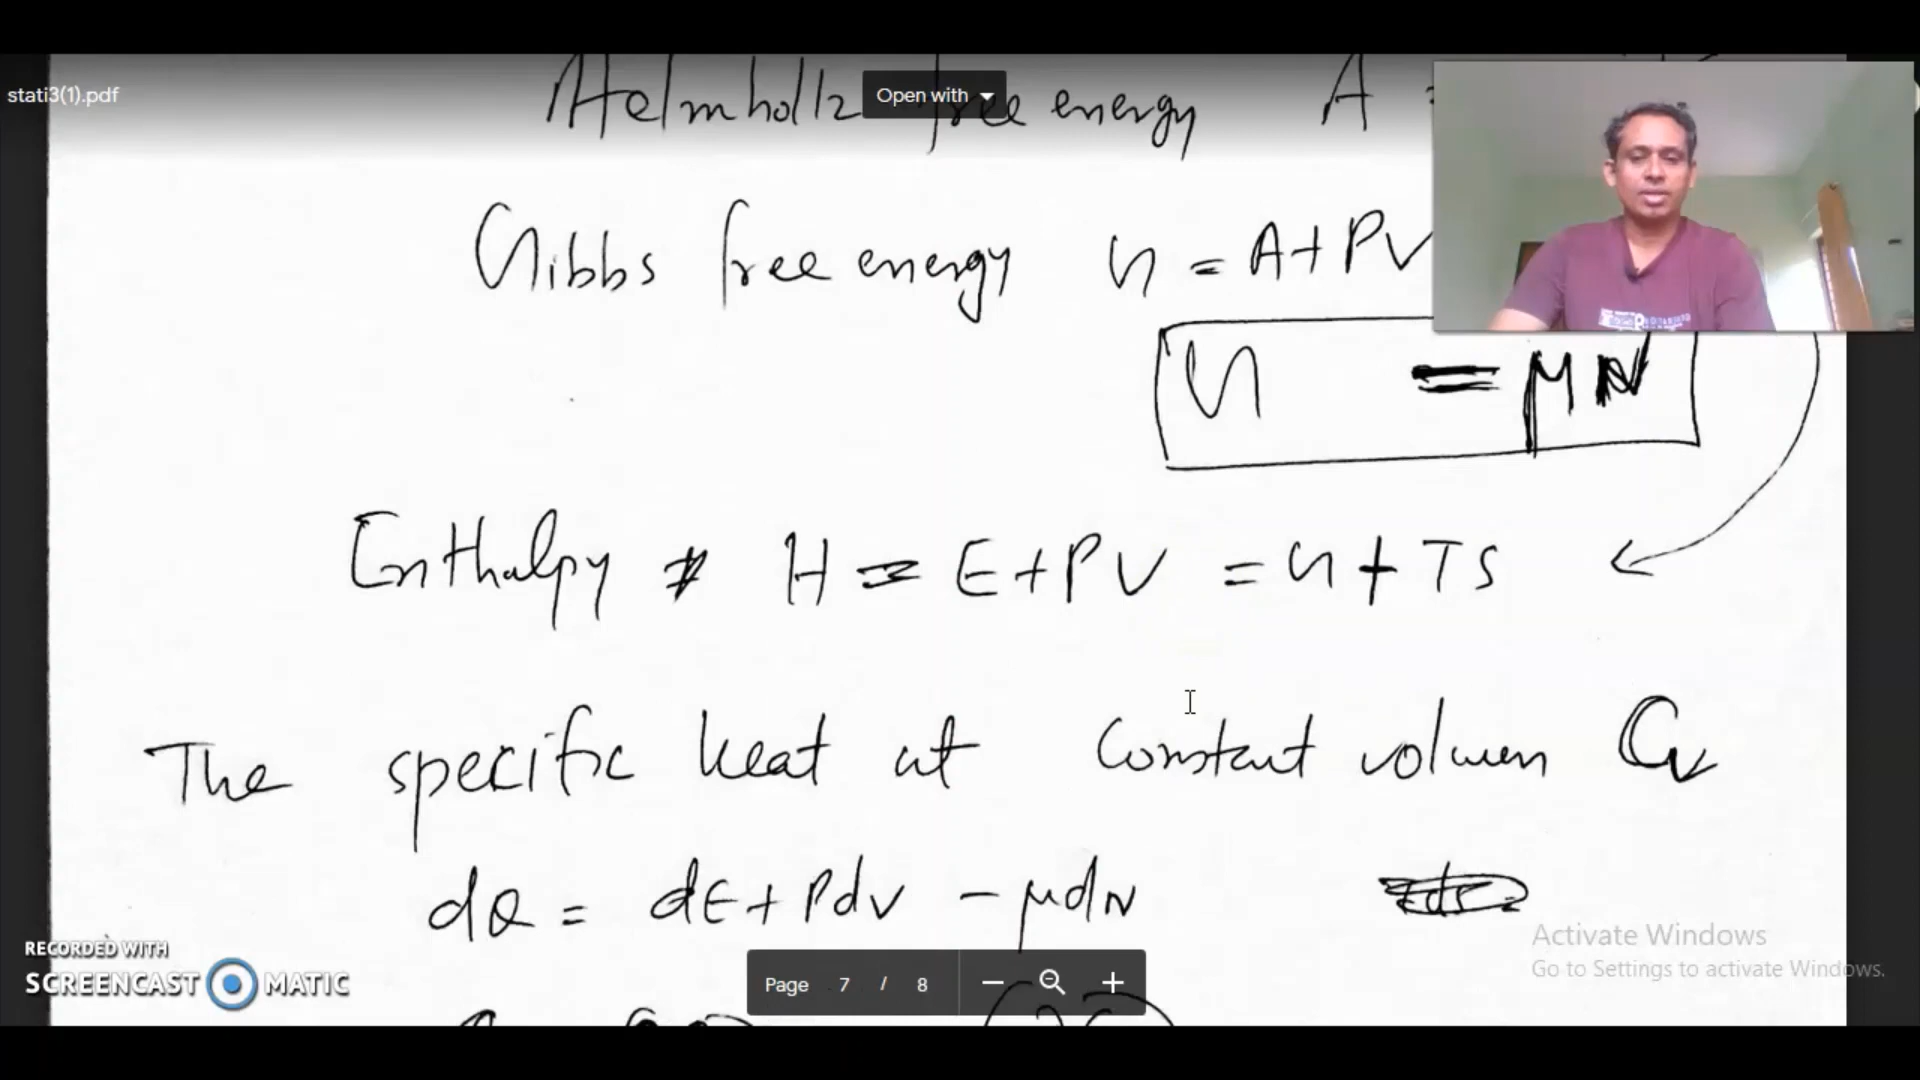 stati3(1).pdf
Open with
Helmholtz free energy A
Gibbs free energy G = A + PV
G = μN
Enthalpy H = E + PV = G + TS
The specific heat at constant volumen Cv
dQ = dE + PdV - μdN
RECORDED WITH
SCREENCAST MATIC
Page 7 / 8
Activate Windows
Go to Settings to activate Windows.